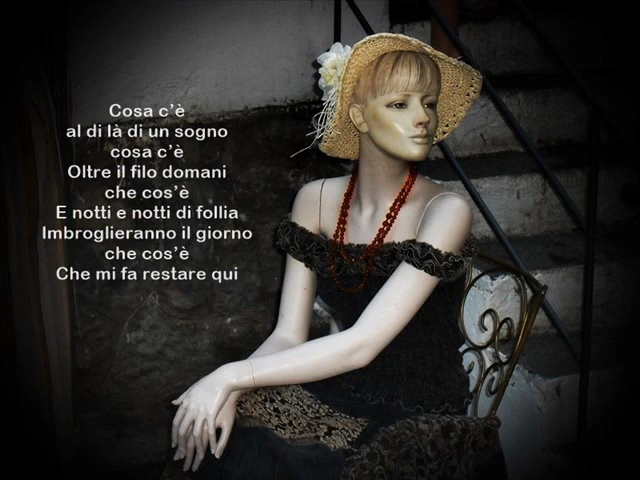 Cosa c'è
al di là di un sogno
cosa c'è
Oltre il filo domani
che cos'è
E notti e notti di follia
Imbroglieranno il giorno
che cos'è
Che mi fa restare qui